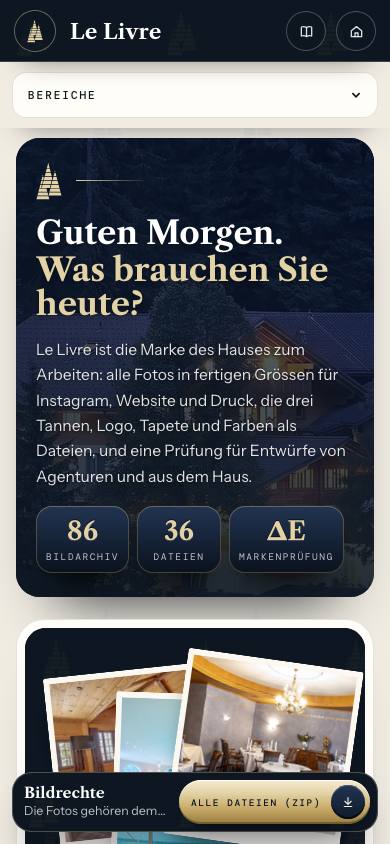 Le Livre
BEREICHE
Guten Morgen.
Was brauchen Sie
heute?
Le Livre ist die Marke des Hauses zum
Arbeiten: alle Fotos in fertigen Grössen für
Instagram, Website und Druck, die drei
Tannen, Logo, Tapete und Farben als
Dateien, und eine Prüfung für Entwürfe von
Agenturen und aus dem Haus.
86
BILDARCHIV
36
DATEIEN
ΔE
MARKENPRÜFUNG
Bildrechte
Die Fotos gehören dem...
ALLE DATEIEN (ZIP)